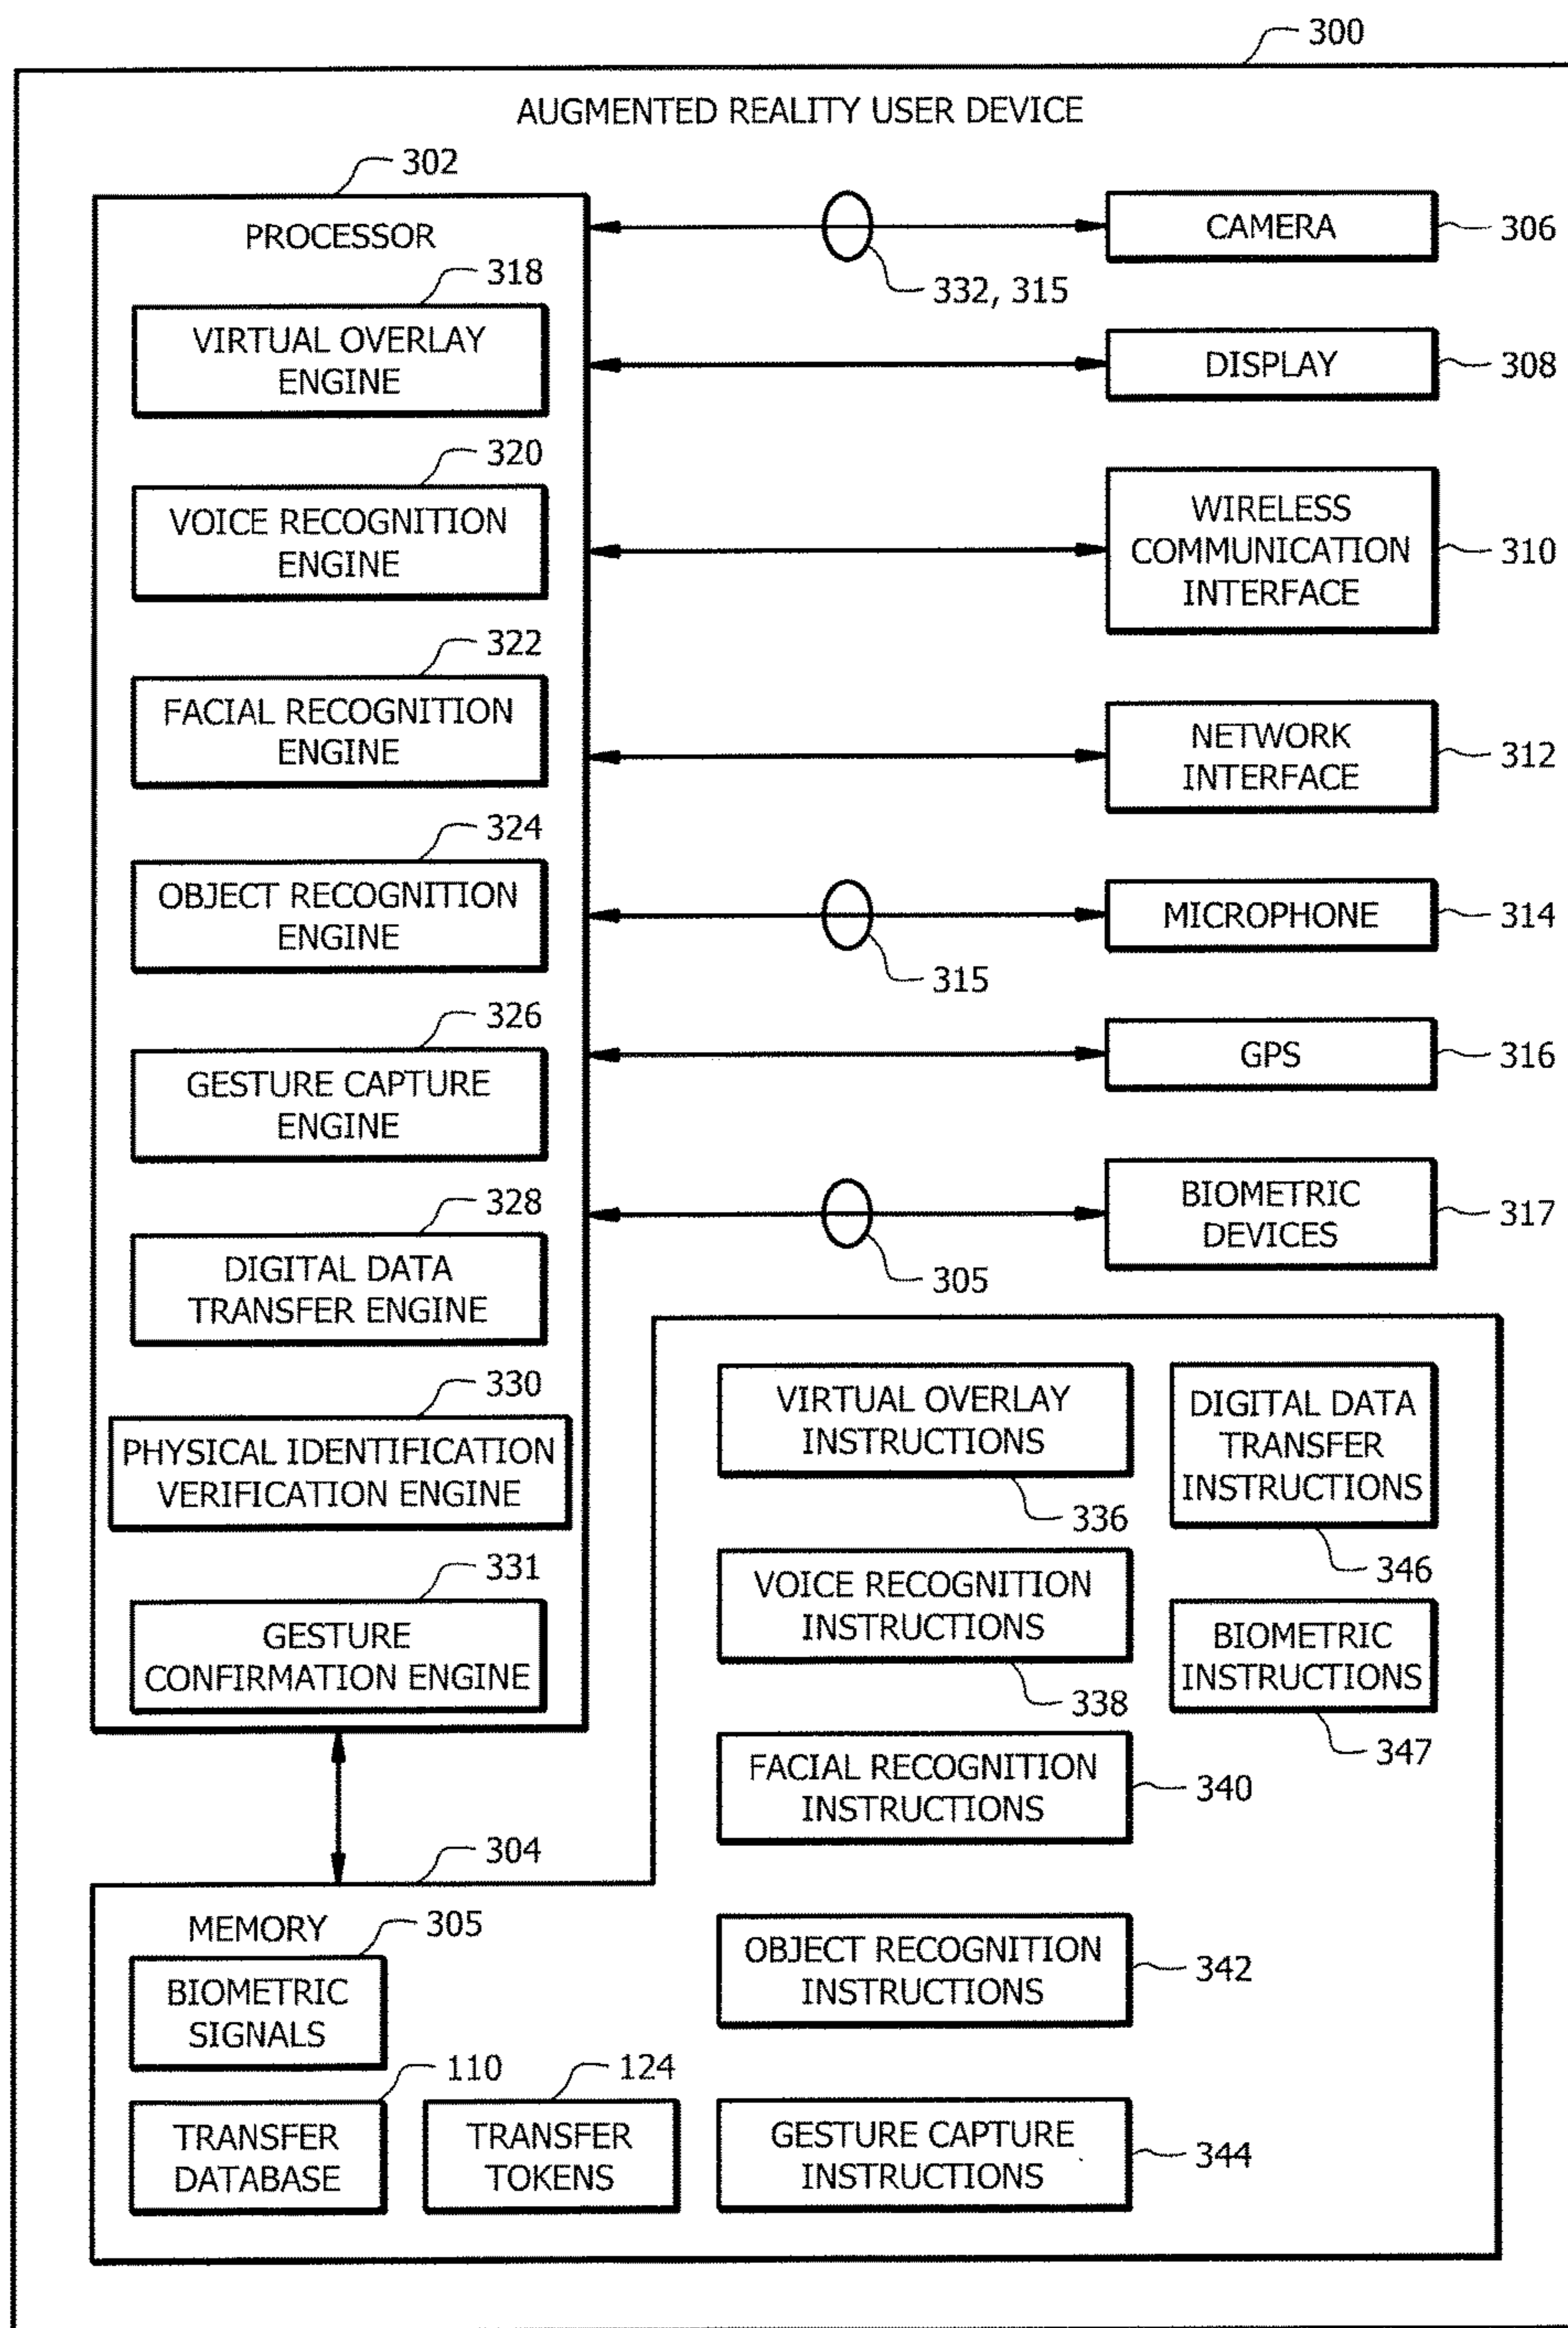 300
AUGMENTED REALITY USER DEVICE
302
PROCESSOR
318
VIRTUAL OVERLAY
ENGINE
320
VOICE RECOGNITION
ENGINE
322
FACIAL RECOGNITION
ENGINE
324
OBJECT RECOGNITION
ENGINE
326
GESTURE CAPTURE
ENGINE
328
DIGITAL DATA
TRANSFER ENGINE
330
PHYSICAL IDENTIFICATION
VERIFICATION ENGINE
331
GESTURE
CONFIRMATION ENGINE
332, 315
CAMERA
306
DISPLAY
308
WIRELESS
COMMUNICATION
INTERFACE
310
NETWORK
INTERFACE
312
MICROPHONE
314
315
GPS
316
BIOMETRIC
DEVICES
317
305
304
MEMORY
305
BIOMETRIC
SIGNALS
110
TRANSFER
DATABASE
124
TRANSFER
TOKENS
VIRTUAL OVERLAY
INSTRUCTIONS
336
VOICE RECOGNITION
INSTRUCTIONS
338
FACIAL RECOGNITION
INSTRUCTIONS
340
OBJECT RECOGNITION
INSTRUCTIONS
342
GESTURE CAPTURE
INSTRUCTIONS
344
DIGITAL DATA
TRANSFER
INSTRUCTIONS
346
BIOMETRIC
INSTRUCTIONS
347